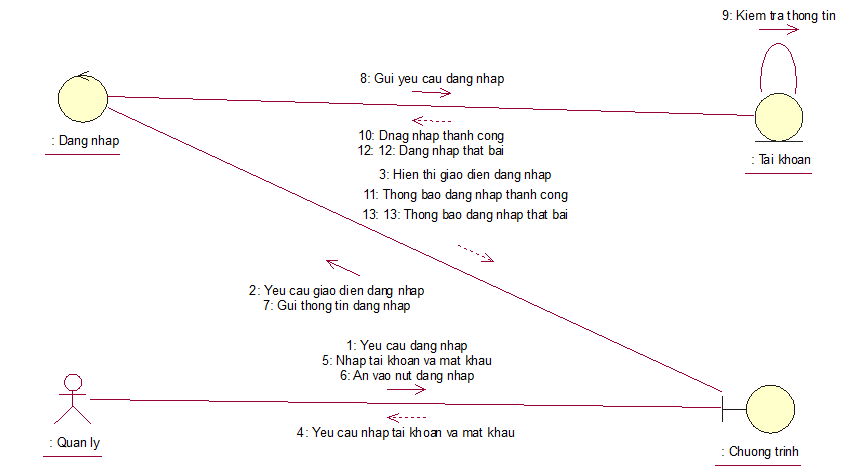 9: Kiem tra thong tin
8: Gui yeu cau dang nhap
: Dang nhap
10: Dnag nhap thanh cong
12: 12: Dang nhap that bai
: Tai khoan
3: Hien thi giao dien dang nhap
11: Thong bao dang nhap thanh cong
13: 13: Thong bao dang nhap that bai
2: Yeu cau giao dien dang nhap
7: Gui thong tin dang nhap
1: Yeu cau dang nhap
5: Nhap tai khoan va mat khau
6: An vao nut dang nhap
4: Yeu cau nhap tai khoan va mat khau
: Quan ly
: Chuong trinh